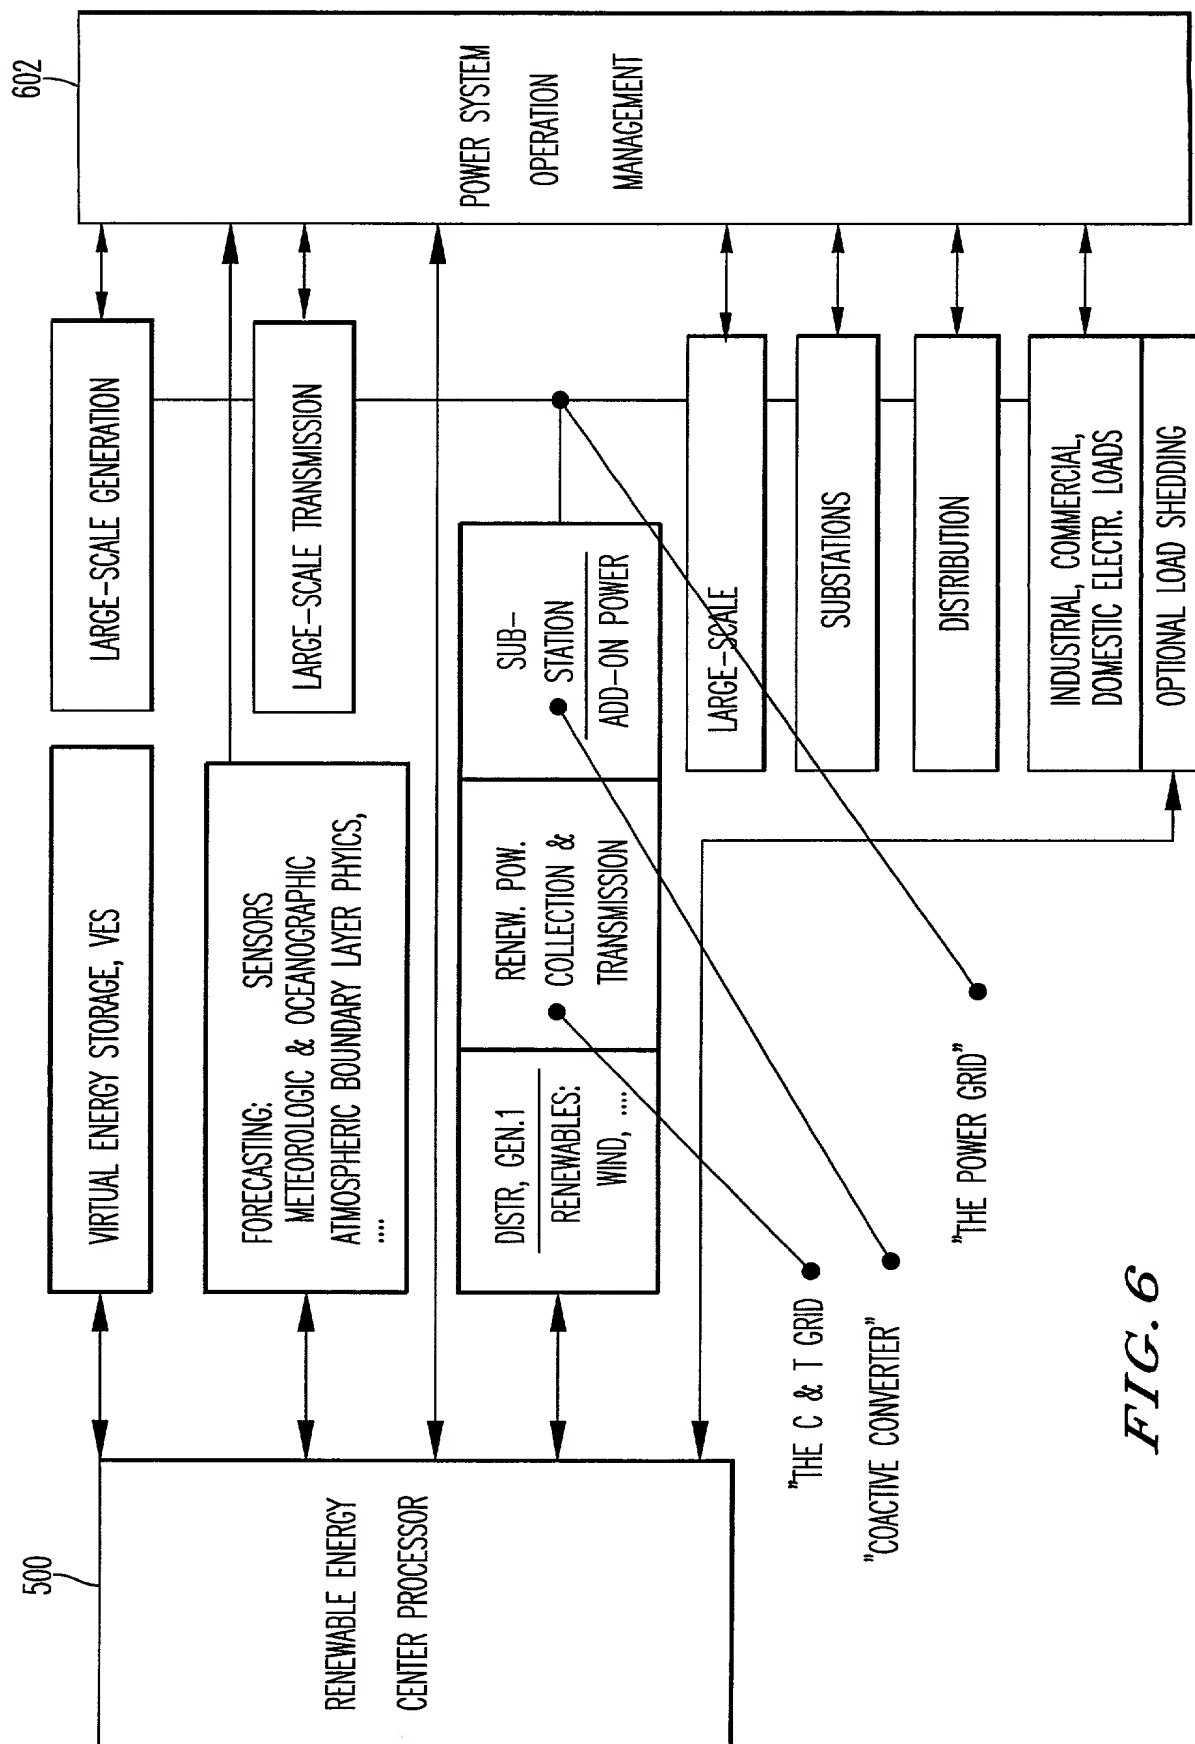 500
RENEWABLE ENERGY
CENTER PROCESSOR
VIRTUAL ENERGY STORAGE, VES
SENSORS
FORECASTING:
METEOROLOGIC & OCEANOGRAPHIC
ATMOSPHERIC BOUNDARY LAYER PHYICS,
....
DISTR, GEN.1
RENEWABLES:
WIND, ....
RENEW. POW.
COLLECTION &
TRANSMISSION
SUB-
STATION
ADD-ON POWER
LARGE-SCALE GENERATION
LARGE-SCALE TRANSMISSION
LARGE-SCALE
SUBSTATIONS
DISTRIBUTION
INDUSTRIAL, COMMERCIAL,
DOMESTIC ELECTR. LOADS
OPTIONAL LOAD SHEDDING
602
POWER SYSTEM
OPERATION
MANAGEMENT
"THE C & T GRID
"COACTIVE CONVERTER"
"THE POWER GRID"
FIG. 6